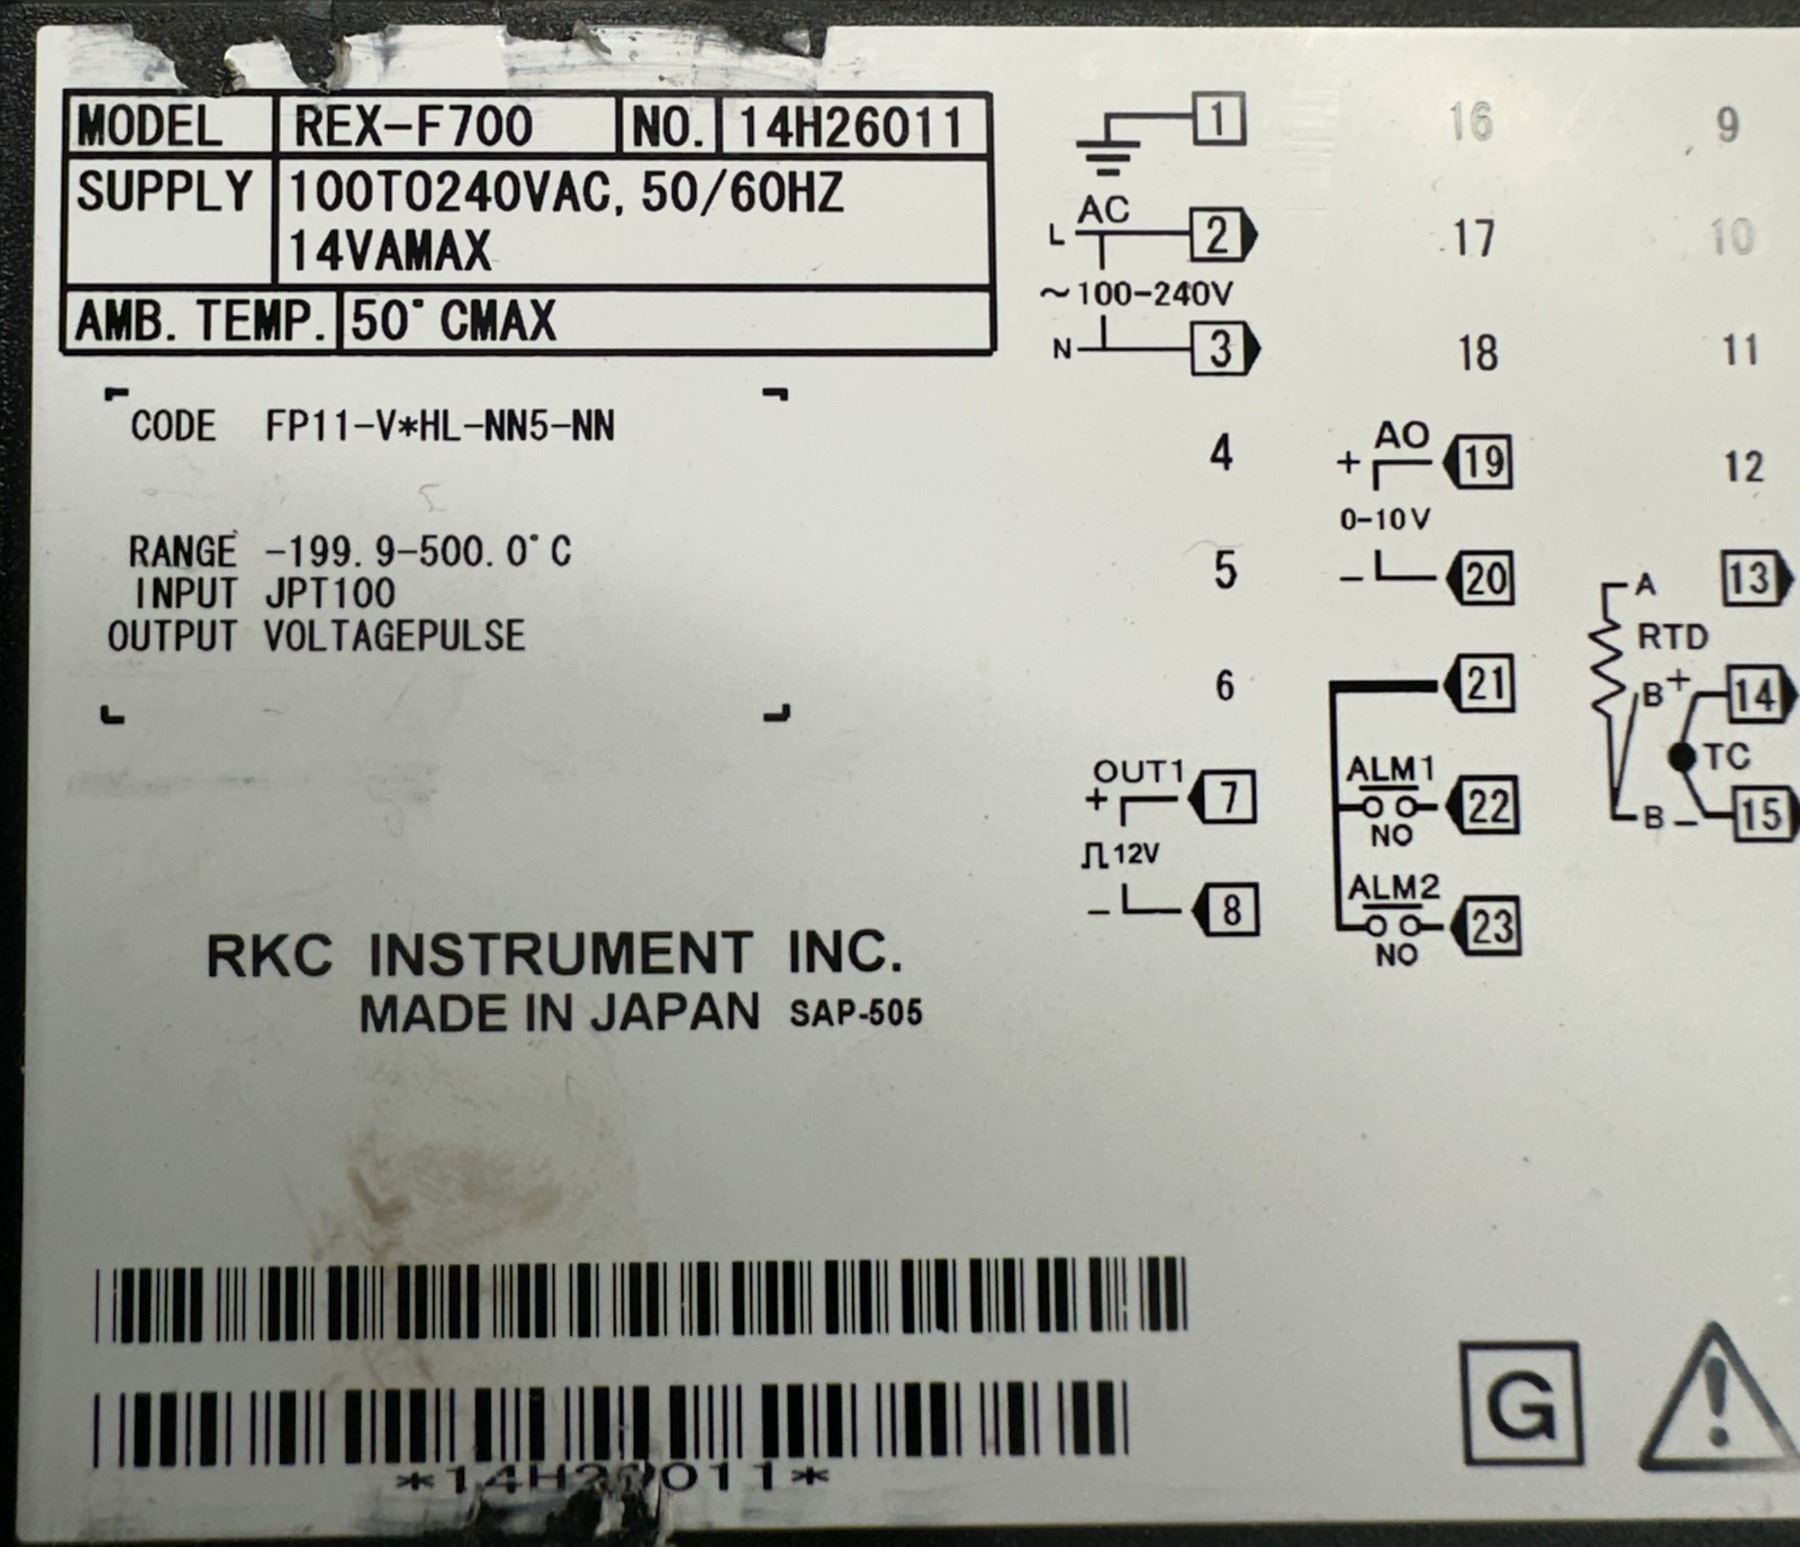 MODEL REX-F700 NO. 14H26011
SUPPLY 100TO240VAC, 50/60HZ
14VAMAX
AMB. TEMP. 50°CMAX
CODE FP11-V*HL-NN5-NN
RANGE -199.9-500.0°C
INPUT JPT100
OUTPUT VOLTAGEPULSE
RKC INSTRUMENT INC.
MADE IN JAPAN SAP-505
1
L AC 2
~100-240V
N 3
4
5
6
OUT1
+ 7
12V
- 8
16
17
18
AO
+ 19
0-10V
- 20
21
ALM1
22
NO
ALM2
23
NO
9
10
11
12
A 13
RTD
B + 14
TC
B - 15
G
!